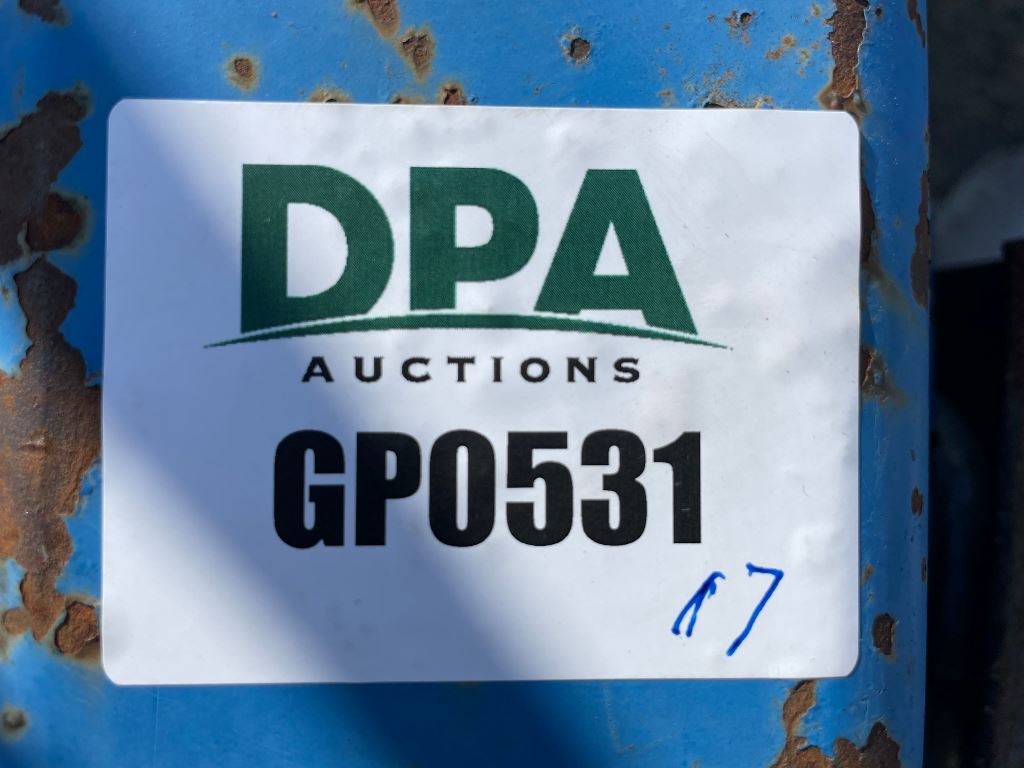 DPA
AUCTIONS
GP0531
17